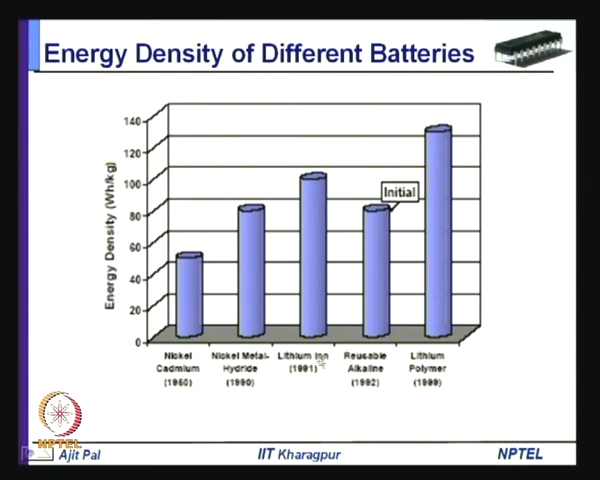 Energy Density of Different Batteries
140
120
100
80
60
40
20
0
Energy Density (Wh/kg)
Initial
Nickel Cadmium (1950)
Nickel Metal-Hydride (1990)
Lithium Ion (1991)
Reusable Alkaline (1992)
Lithium Polymer (1999)
NPTEL
Ajit Pal
IIT Kharagpur
NPTEL